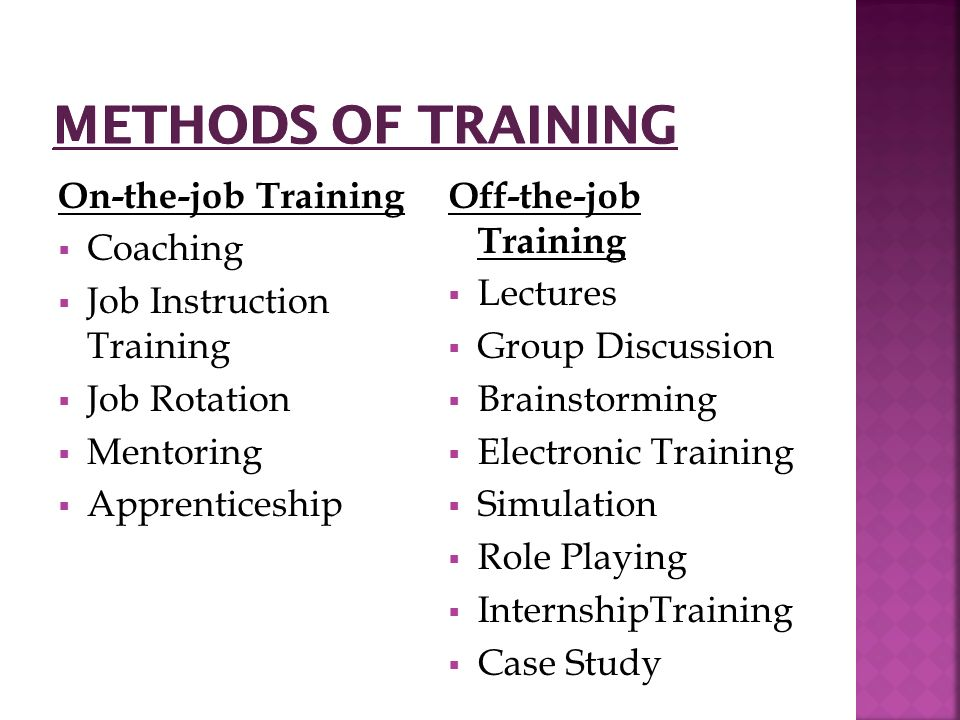 METHODS OF TRAINING
On-the-job Training
▪ Coaching
▪ Job Instruction
Training
▪ Job Rotation
▪ Mentoring
▪ Apprenticeship
Off-the-job
Training
▪ Lectures
▪ Group Discussion
▪ Brainstorming
▪ Electronic Training
▪ Simulation
▪ Role Playing
▪ InternshipTraining
▪ Case Study